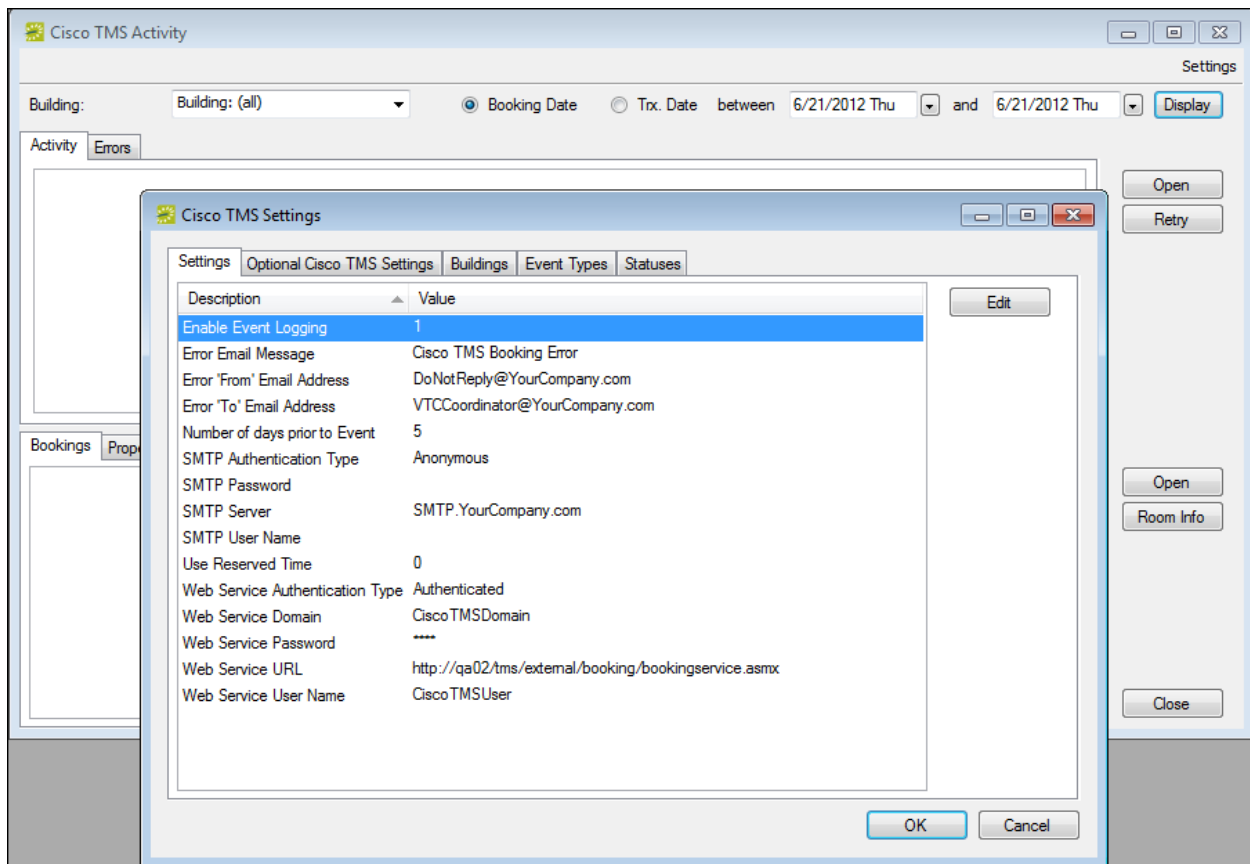 Cisco TMS Activity
Settings
Building: Building: (all) Booking Date Trx. Date between 6/21/2012 Thu and 6/21/2012 Thu Display
Activity Errors
Open
Retry
Cisco TMS Settings
Settings Optional Cisco TMS Settings Buildings Event Types Statuses
Description Value
Edit
Enable Event Logging 1
Error Email Message Cisco TMS Booking Error
Error 'From' Email Address DoNotReply@YourCompany.com
Error 'To' Email Address VTCCoordinator@YourCompany.com
Number of days prior to Event 5
SMTP Authentication Type Anonymous
SMTP Password
SMTP Server SMTP.YourCompany.com
SMTP User Name
Use Reserved Time 0
Web Service Authentication Type Authenticated
Web Service Domain CiscoTMSDomain
Web Service Password ****
Web Service URL http://qa02/tms/external/booking/bookingservice.asmx
Web Service User Name CiscoTMSUser
OK Cancel
Bookings Prope
Open
Room Info
Close